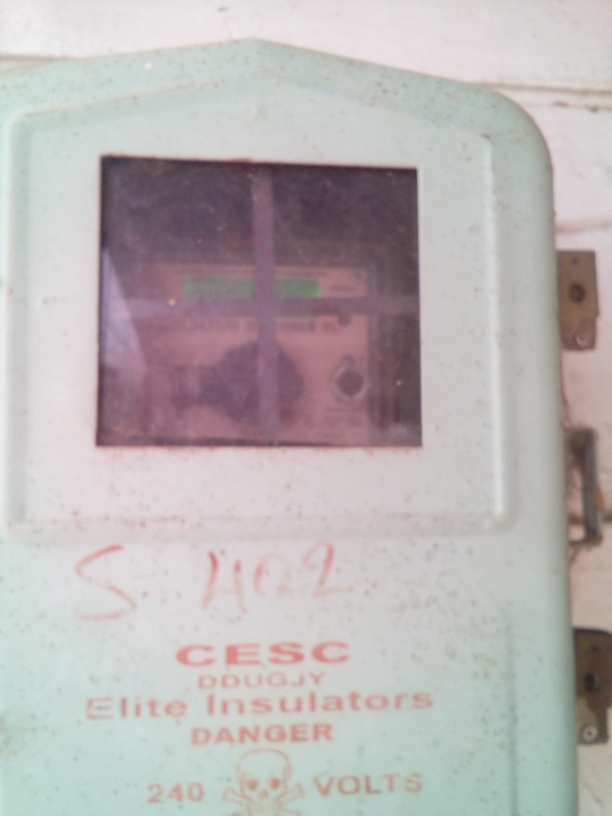 S 402
CESC
DDUGJY
Elite Insulators
DANGER
240 VOLTS